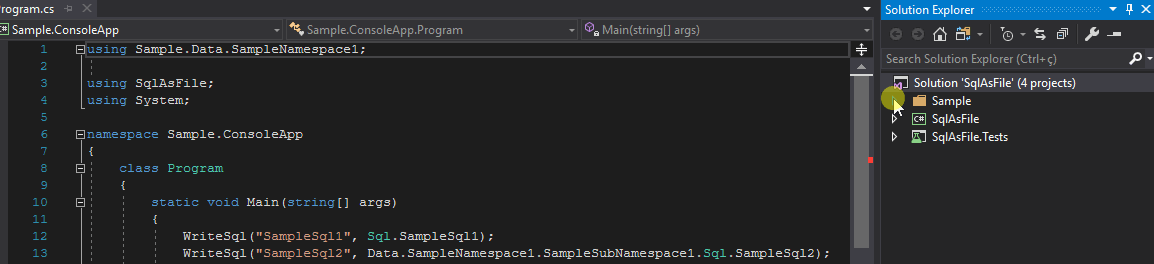 Program.cs
Sample.ConsoleApp
Sample.ConsoleApp.Program
Main(string[] args)
1 using Sample.Data.SampleNamespace1;
2
3 using SqlAsFile;
4 using System;
5
6 namespace Sample.ConsoleApp
7 {
8 class Program
9 {
10 static void Main(string[] args)
11 {
12 WriteSql("SampleSql1", Sql.SampleSql1);
13 WriteSql("SampleSql2", Data.SampleNamespace1.SampleSubNamespace1.Sql.SampleSql2);
Solution Explorer
Search Solution Explorer (Ctrl+ç)
Solution 'SqlAsFile' (4 projects)
Sample
C# SqlAsFile
SqlAsFile.Tests